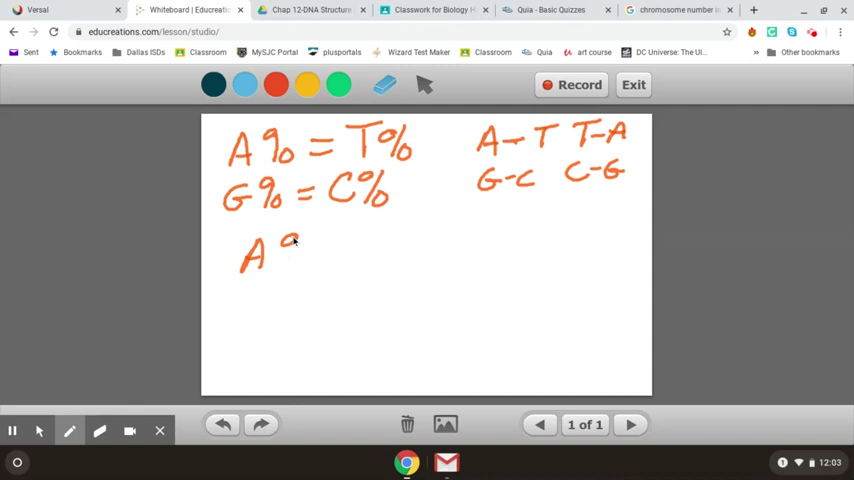 Versal
Whiteboard | Educreations
Chap 12-DNA Structure
Classwork for Biology H
Quia - Basic Quizzes
chromosome number in
educreations.com/lesson/studio/
Sent Bookmarks Dallas ISDs Classroom MySJC Portal plusportals Wizard Test Maker Classroom Quia art course DC Universe: The Ul... » Other bookmarks
Record Exit
A% = T% A-T T-A
G% = C% G-C C-G
A
1 of 1
1 12:03